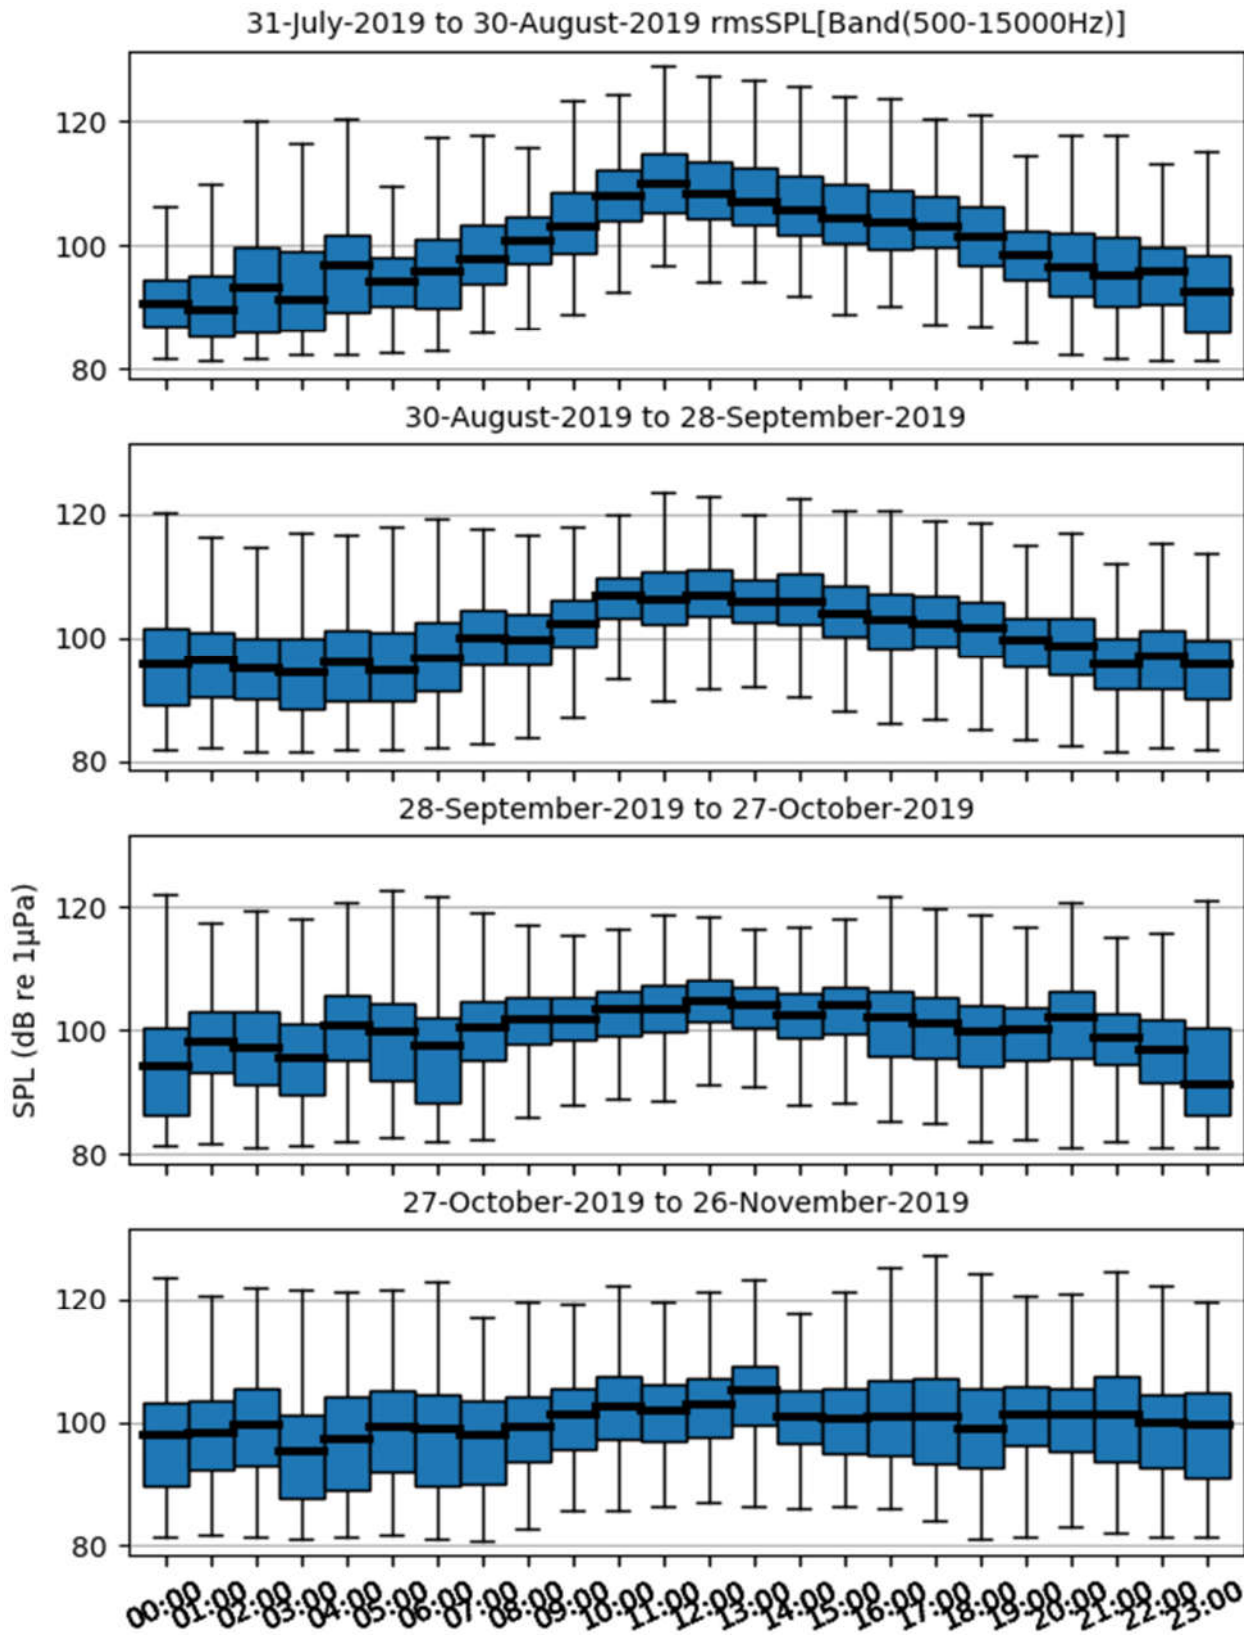 31-July-2019 to 30-August-2019 rmsSPL[Band(500-15000Hz)]
120
100
80
30-August-2019 to 28-September-2019
120
100
80
28-September-2019 to 27-October-2019
SPL (dB re 1µPa)
120
100
80
27-October-2019 to 26-November-2019
120
100
80
00:00 01:00 02:00 03:00 04:00 05:00 06:00 07:00 08:00 09:00 10:00 11:00 12:00 13:00 14:00 15:00 16:00 17:00 18:00 19:00 20:00 21:00 22:00 23:00